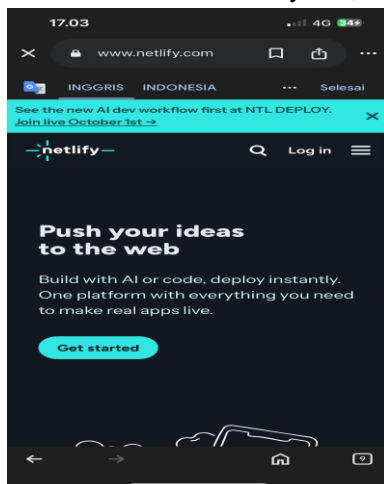 17.03
4G 34
www.netlify.com
INGGRIS INDONESIA ... Selesai
See the new AI dev workflow first at NTL DEPLOY.
Join live October 1st →
netlify
Log in
Push your ideas
to the web
Build with AI or code, deploy instantly.
One platform with everything you need
to make real apps live.
Get started
9